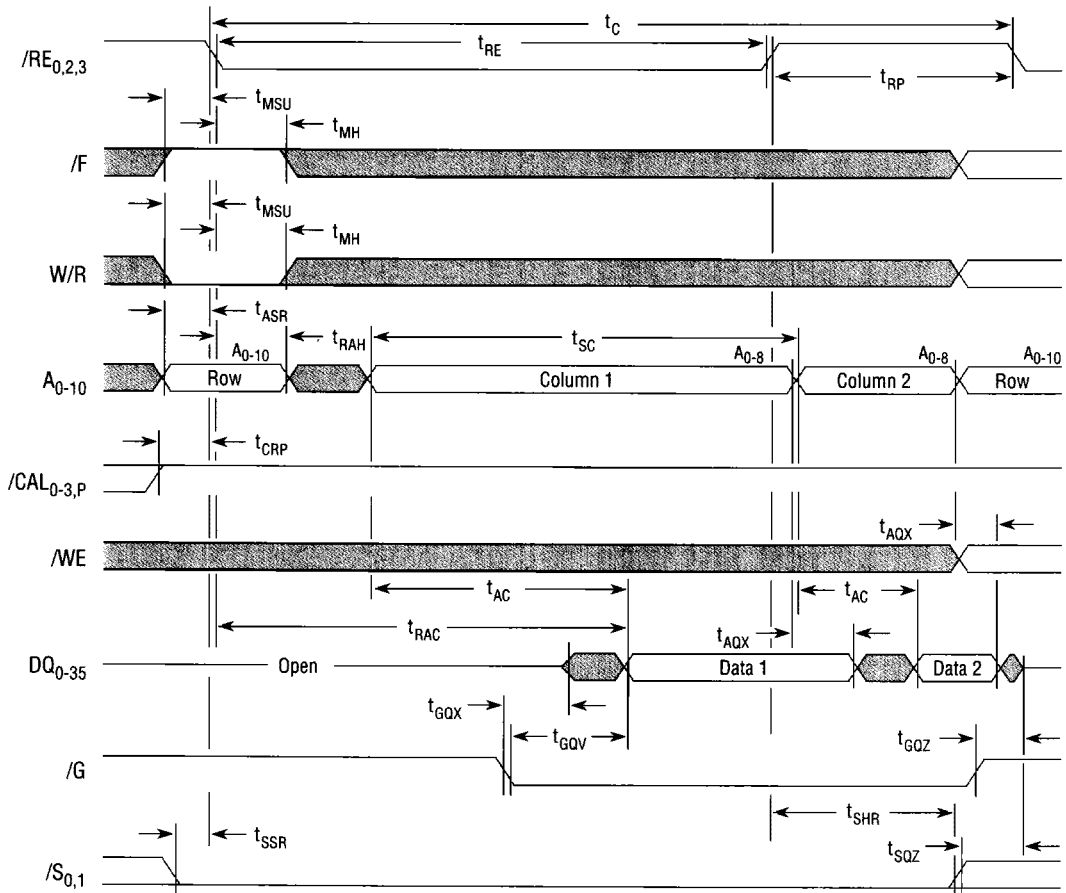 t_C
t_RE
/RE_0,2,3
t_RP
t_MSU
t_MH
/F
t_MSU
t_MH
W/R
t_ASR
t_RAH
t_SC
A_0-10
A_0-8
A_0-8
A_0-10
A_0-10
Row
Column 1
Column 2
Row
t_CRP
/CAL_0-3,P
t_AQX
/WE
t_AC
t_AC
t_RAC
t_AQX
DQ_0-35
Open
Data 1
Data 2
t_GQX
t_GQV
t_GQZ
/G
t_SHR
t_SSR
t_SQZ
/S_0,1